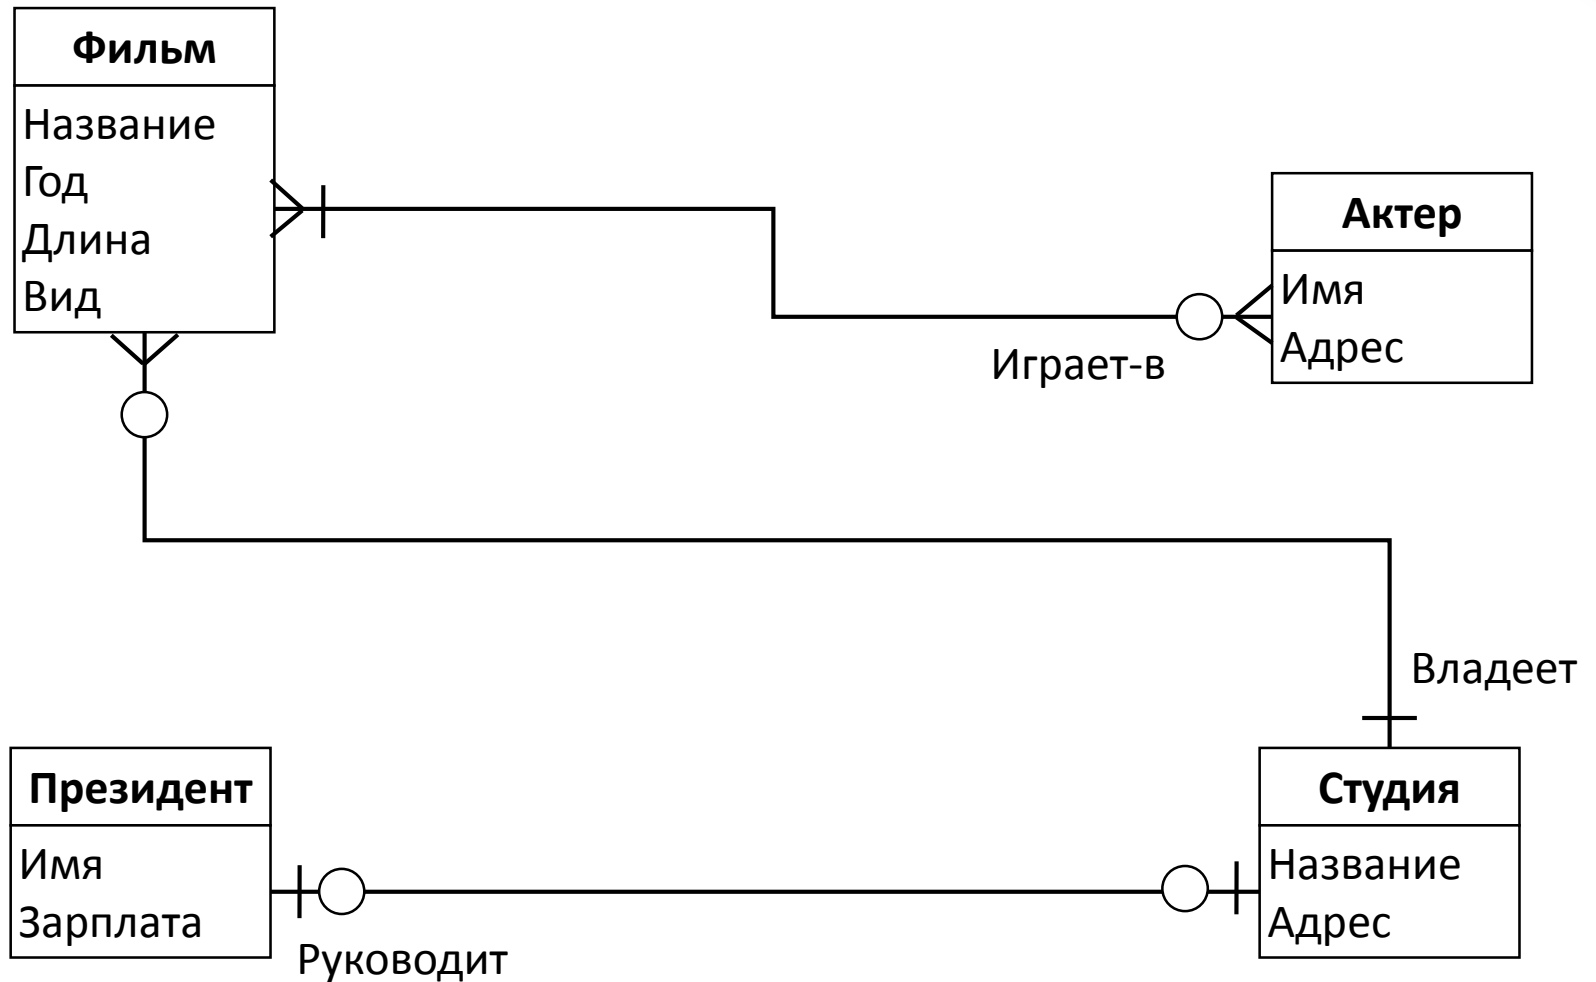 Фильм
Название
Год
Длина
Вид
Актер
Имя
Адрес
Играет-в
Владеет
Президент
Имя
Зарплата
Руководит
Студия
Название
Адрес